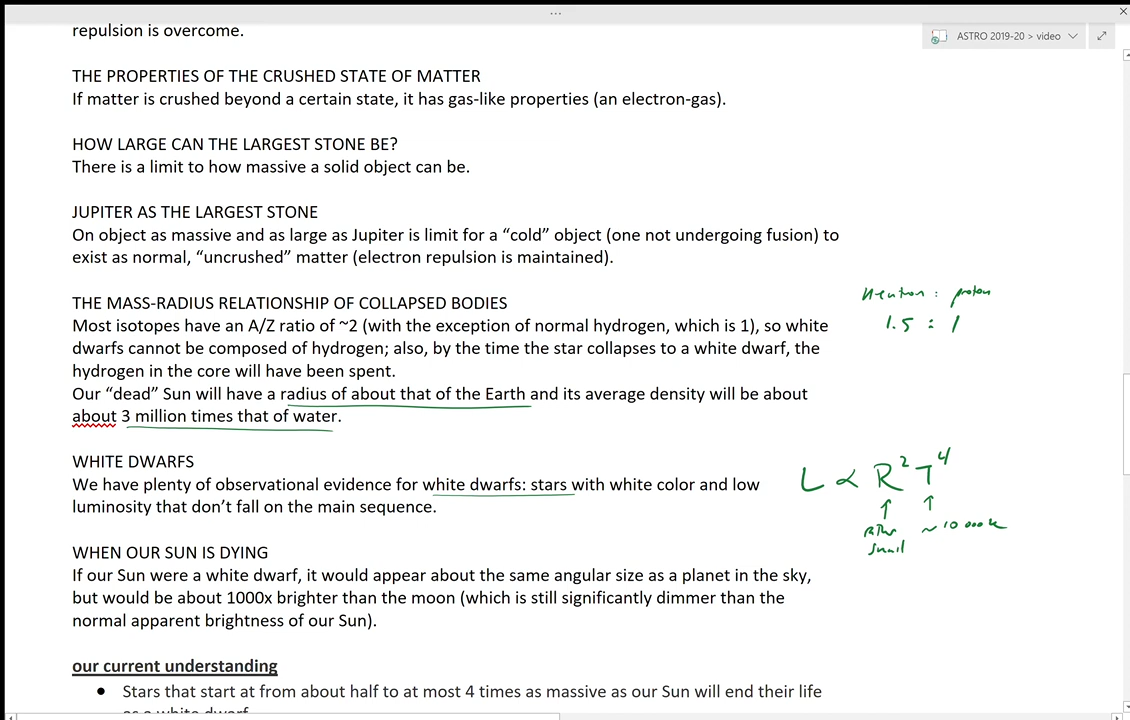 ...
repulsion is overcome.
ASTRO 2019-20 > video
THE PROPERTIES OF THE CRUSHED STATE OF MATTER
If matter is crushed beyond a certain state, it has gas-like properties (an electron-gas).
HOW LARGE CAN THE LARGEST STONE BE?
There is a limit to how massive a solid object can be.
JUPITER AS THE LARGEST STONE
On object as massive and as large as Jupiter is limit for a “cold” object (one not undergoing fusion) to
exist as normal, “uncrushed” matter (electron repulsion is maintained).
THE MASS-RADIUS RELATIONSHIP OF COLLAPSED BODIES
Most isotopes have an A/Z ratio of ~2 (with the exception of normal hydrogen, which is 1), so white
dwarfs cannot be composed of hydrogen; also, by the time the star collapses to a white dwarf, the
hydrogen in the core will have been spent.
Our “dead” Sun will have a radius of about that of the Earth and its average density will be about
about 3 million times that of water.
neutron : proton
1.5 : 1
WHITE DWARFS
We have plenty of observational evidence for white dwarfs: stars with white color and low
luminosity that don’t fall on the main sequence.
L ∝ R² T⁴
↑ ↑
rather ~ 10 000 K
small
WHEN OUR SUN IS DYING
If our Sun were a white dwarf, it would appear about the same angular size as a planet in the sky,
but would be about 1000x brighter than the moon (which is still significantly dimmer than the
normal apparent brightness of our Sun).
our current understanding
● Stars that start at from about half to at most 4 times as massive as our Sun will end their life
as a white dwarf